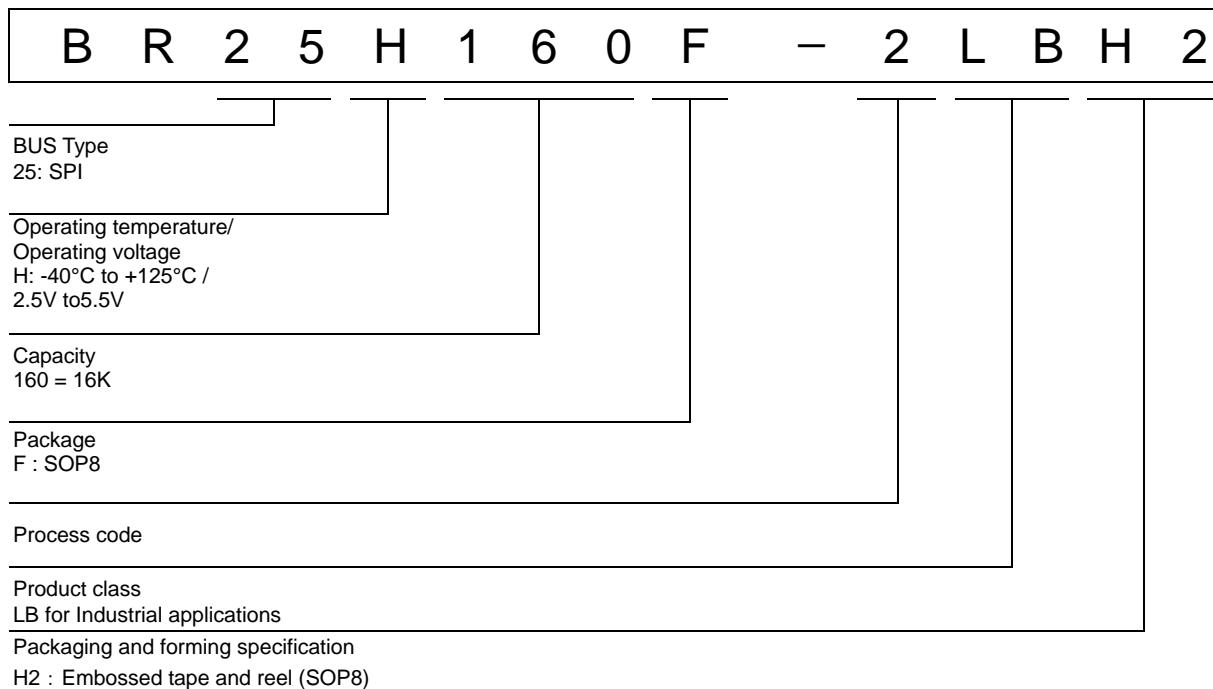 B R 2 5 H 1 6 0 F － 2 L B H 2
BUS Type
25: SPI
Operating temperature/
Operating voltage
H: -40°C to +125°C /
2.5V to5.5V
Capacity
160 = 16K
Package
F : SOP8
Process code
Product class
LB for Industrial applications
Packaging and forming specification
H2 : Embossed tape and reel (SOP8)